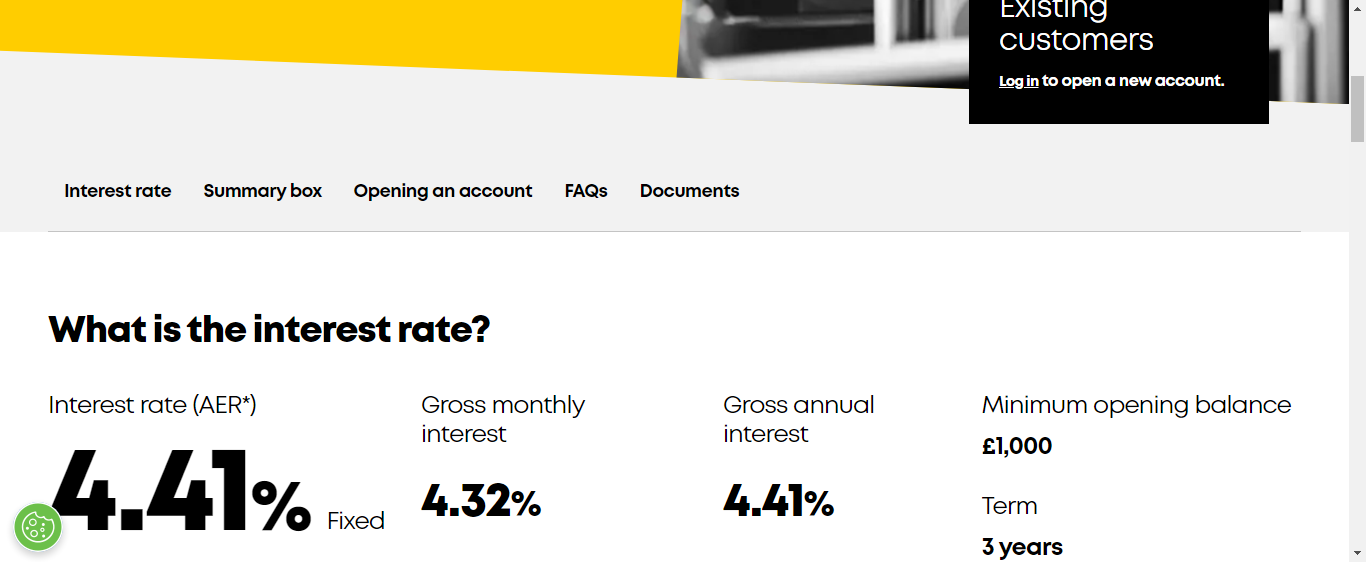 Existing
customers
Log in to open a new account.
Interest rate
Summary box
Opening an account
FAQs
Documents
What is the interest rate?
Interest rate (AER*)
4.41% Fixed
Gross monthly
interest
4.32%
Gross annual
interest
4.41%
Minimum opening balance
£1,000
Term
3 years